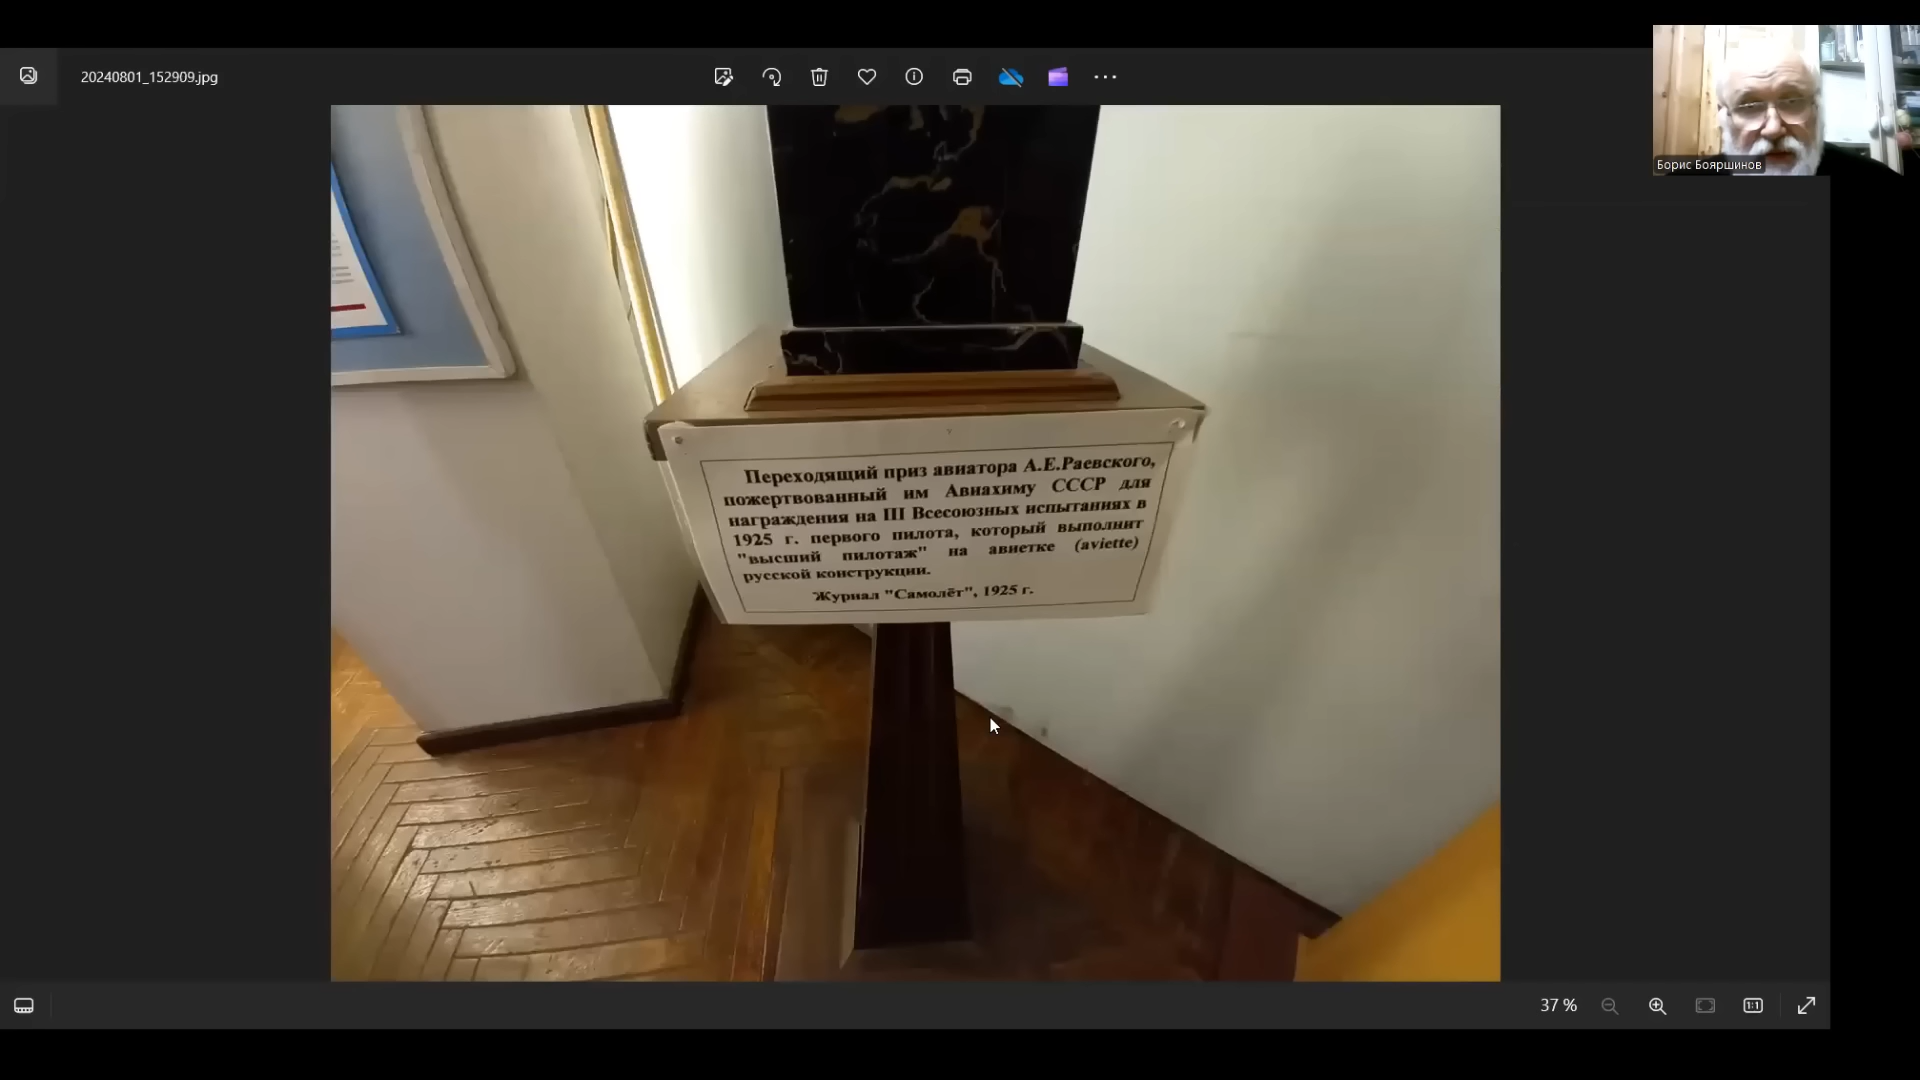 20240801_152909.jpg
Борис Бояршинов
Переходящий приз авиатора А.Е.Раевского,
пожертвованный им Авиахиму СССР для
награждения на III Всесоюзных испытаниях в
1925 г. первого пилота, который выполнит
"высший пилотаж" на авиетке (aviette)
русской конструкции.
Журнал "Самолёт", 1925 г.
37 %